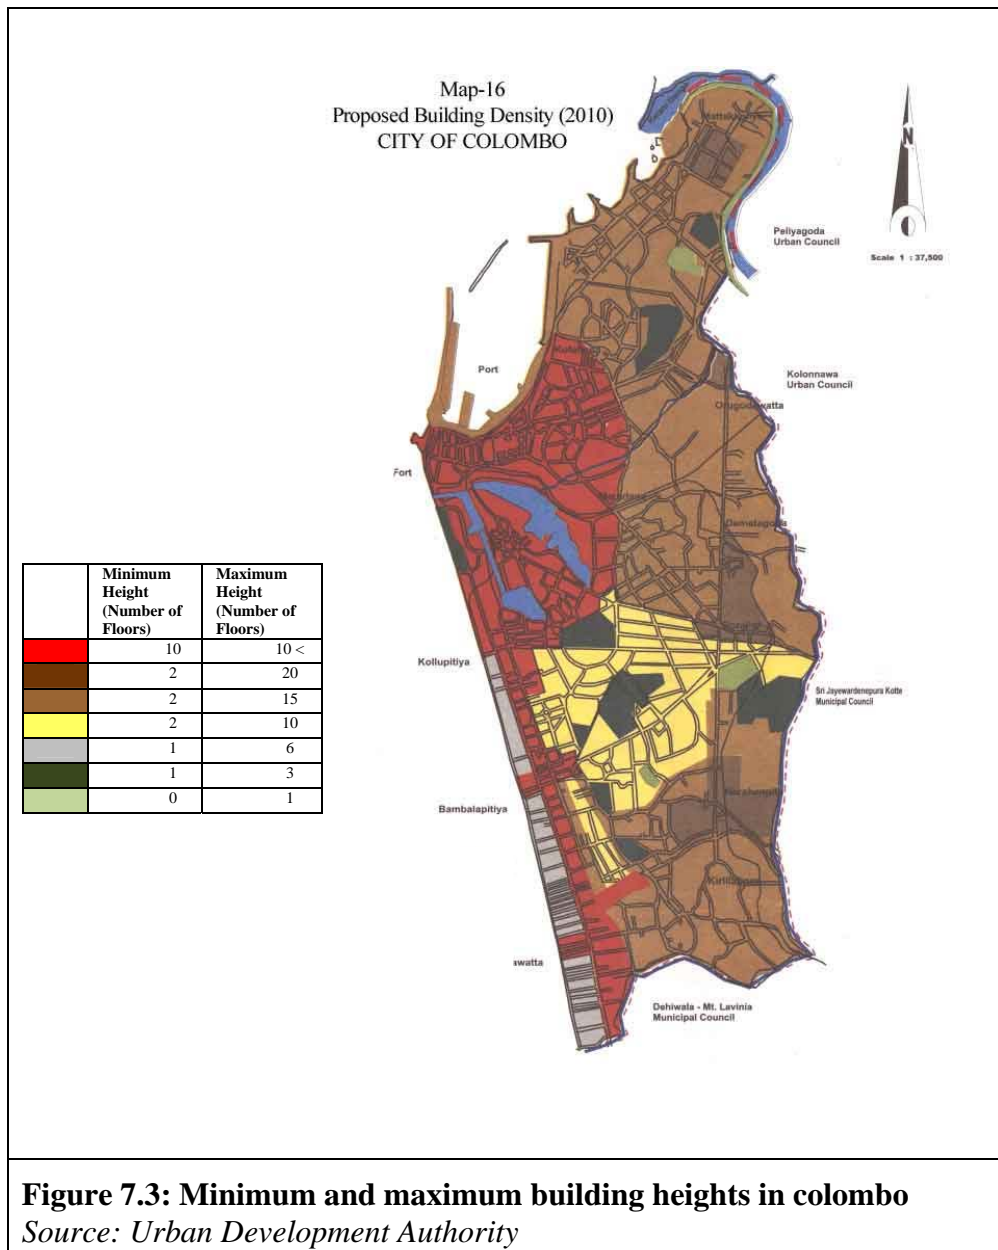 Map-16
Proposed Building Density (2010)
CITY OF COLOMBO
N
Scale 1 : 37,500
Peliyagoda
Urban Council
Port
Kolonnawa
Urban Council
Orugodawatta
Fort
Dematagoda
Minimum Height (Number of Floors) Maximum Height (Number of Floors)
10 10 <
2 20
2 15
2 10
1 6
1 3
0 1
Kollupitiya
Sri Jayewardenepura Kotte
Municipal Council
Bambalapitiya
awatta
Dehiwala - Mt. Lavinia
Municipal Council
Figure 7.3: Minimum and maximum building heights in colombo
Source: Urban Development Authority